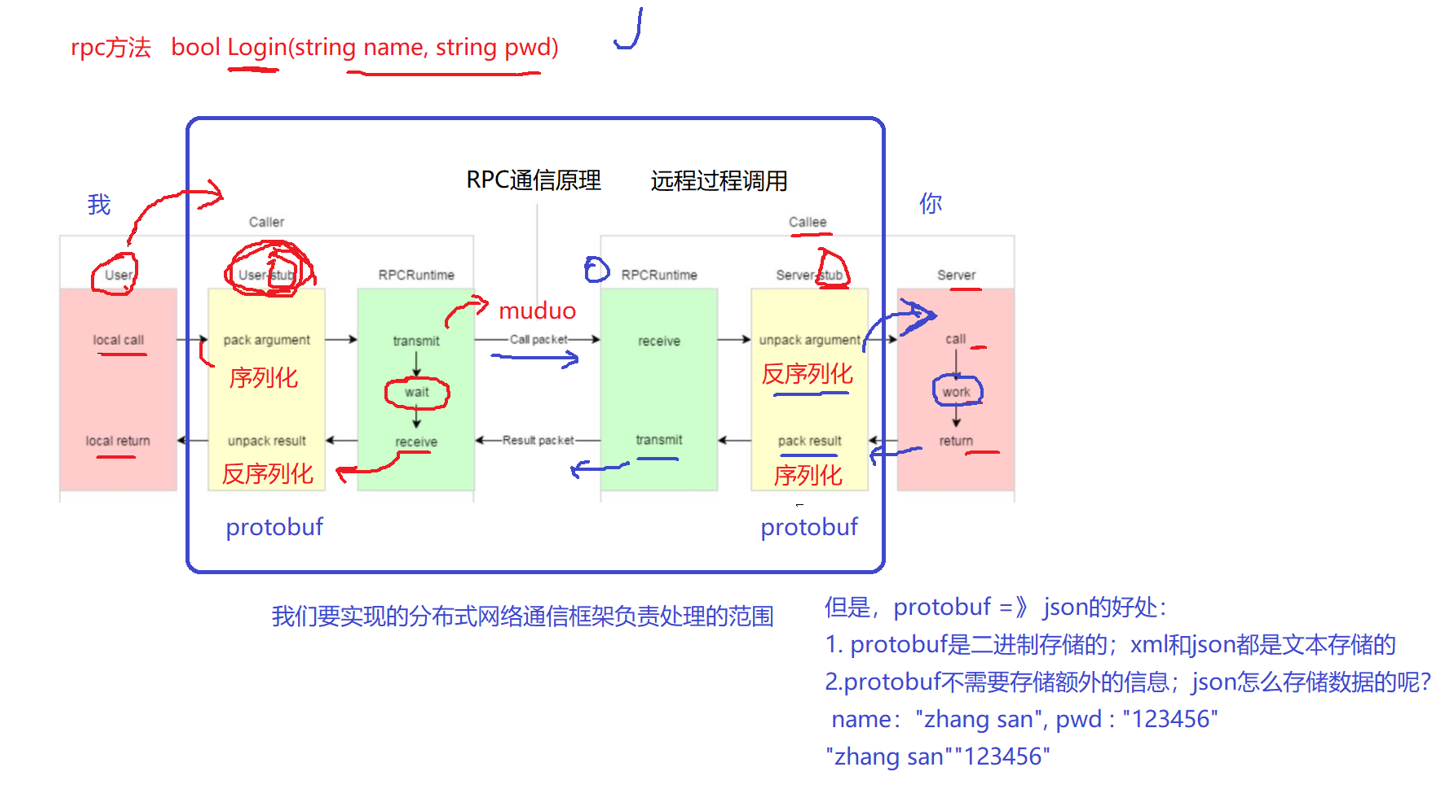 rpc方法 bool Login(string name, string pwd)
RPC通信原理 远程过程调用
我 你
Caller Callee
User User-stub RPCRuntime RPCRuntime Server-stub Server
muduo
local call pack argument transmit Call packet receive unpack argument call
序列化 反序列化
wait work
local return unpack result receive Result packet transmit pack result return
反序列化 序列化
protobuf protobuf
我们要实现的分布式网络通信框架负责处理的范围
但是，protobuf =》 json的好处：
1. protobuf是二进制存储的；xml和json都是文本存储的
2.protobuf不需要存储额外的信息；json怎么存储数据的呢？
name："zhang san", pwd : "123456"
"zhang san""123456"